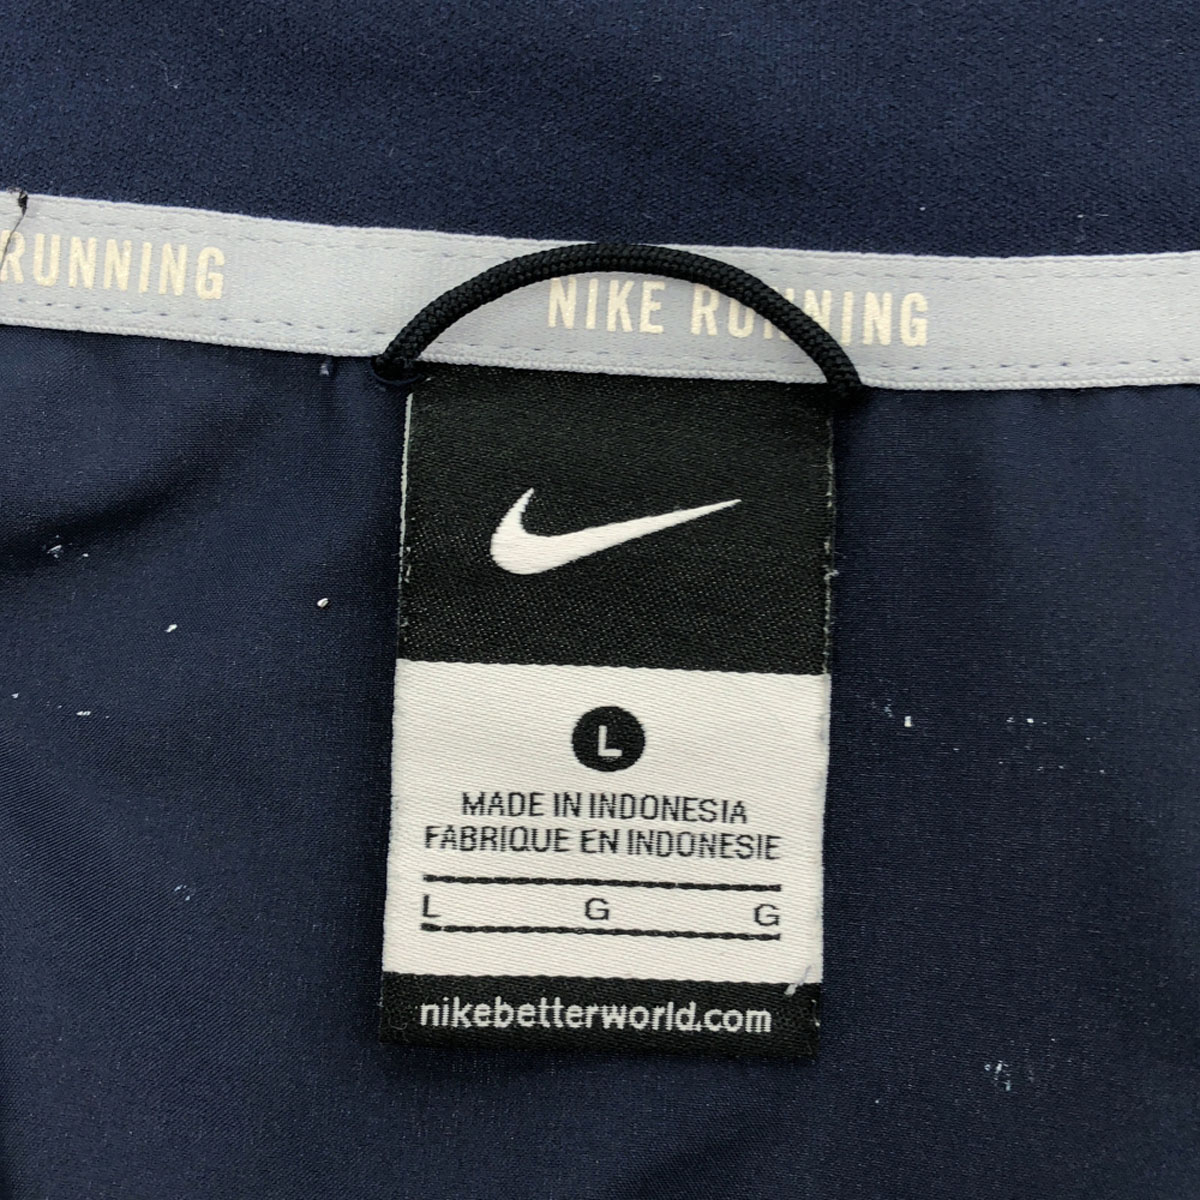 RUNNING
NIKE RUNNING
L
MADE IN INDONESIA
FABRIQUE EN INDONESIE
L G G
nikebetterworld.com